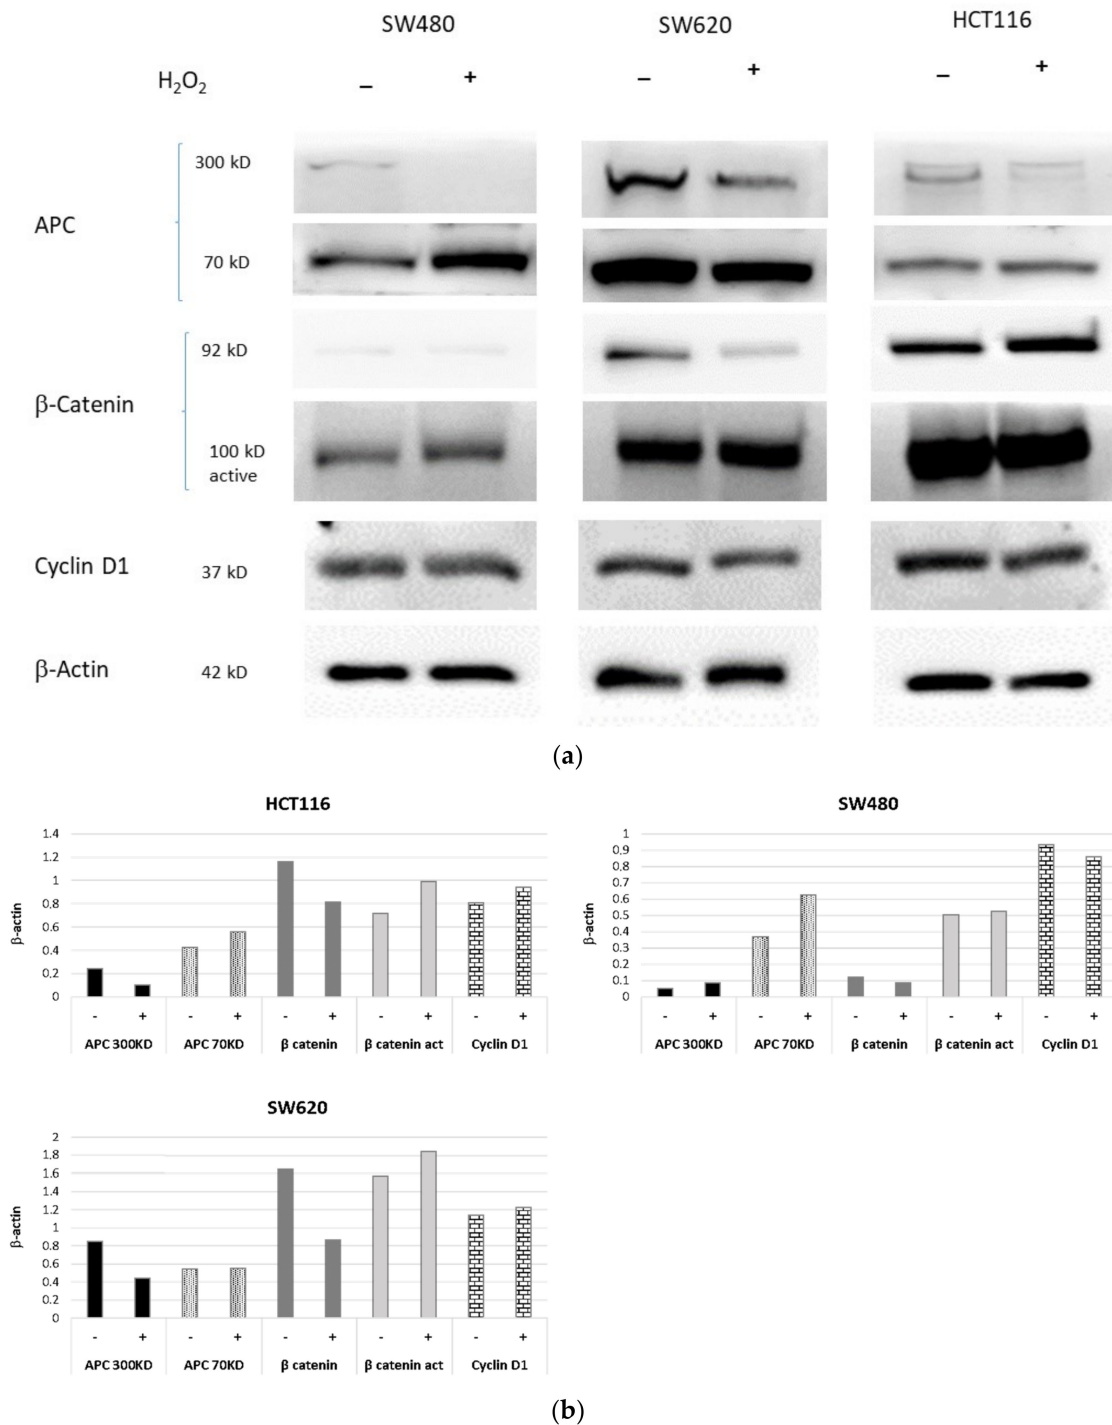 SW480 SW620 HCT116
H₂O₂ – + – + – +
300 kD
APC
70 kD
92 kD
β-Catenin
100 kD
active
Cyclin D1 37 kD
β-Actin 42 kD
(a)
HCT116
1.4
1.2
1
0.8
0.6
0.4
0.2
0
β-actin
- + - + - + - + - +
APC 300KD APC 70KD β catenin β catenin act Cyclin D1
SW480
1
0.9
0.8
0.7
0.6
0.5
0.4
0.3
0.2
0.1
0
β-actin
- + - + - + - + - +
APC 300KD APC 70KD β catenin β catenin act Cyclin D1
SW620
2
1.8
1.6
1.4
1.2
1
0.8
0.6
0.4
0.2
0
β-actin
- + - + - + - + - +
APC 300KD APC 70KD β catenin β catenin act Cyclin D1
(b)